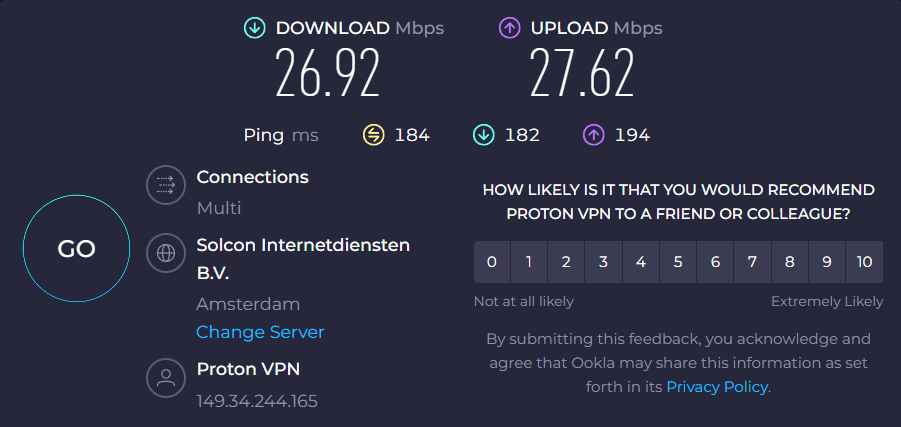 DOWNLOAD Mbps
26.92
UPLOAD Mbps
27.62
Ping ms 184 182 194
GO
Connections
Multi
Solcon Internetdiensten
B.V.
Amsterdam
Change Server
Proton VPN
149.34.244.165
HOW LIKELY IS IT THAT YOU WOULD RECOMMEND
PROTON VPN TO A FRIEND OR COLLEAGUE?
0 1 2 3 4 5 6 7 8 9 10
Not at all likely Extremely Likely
By submitting this feedback, you acknowledge and
agree that Ookla may share this information as set
forth in its Privacy Policy.